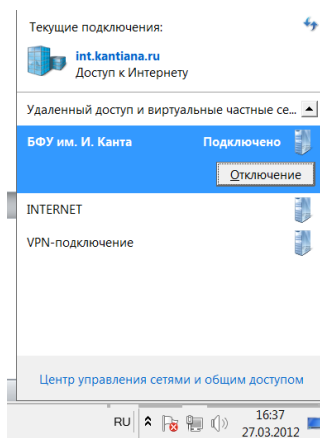 Текущие подключения:
int.kantiana.ru
Доступ к Интернету
Удаленный доступ и виртуальные частные се...
БФУ им. И. Канта Подключено
Отключение
INTERNET
VPN-подключение
Центр управления сетями и общим доступом
RU 16:37
27.03.2012